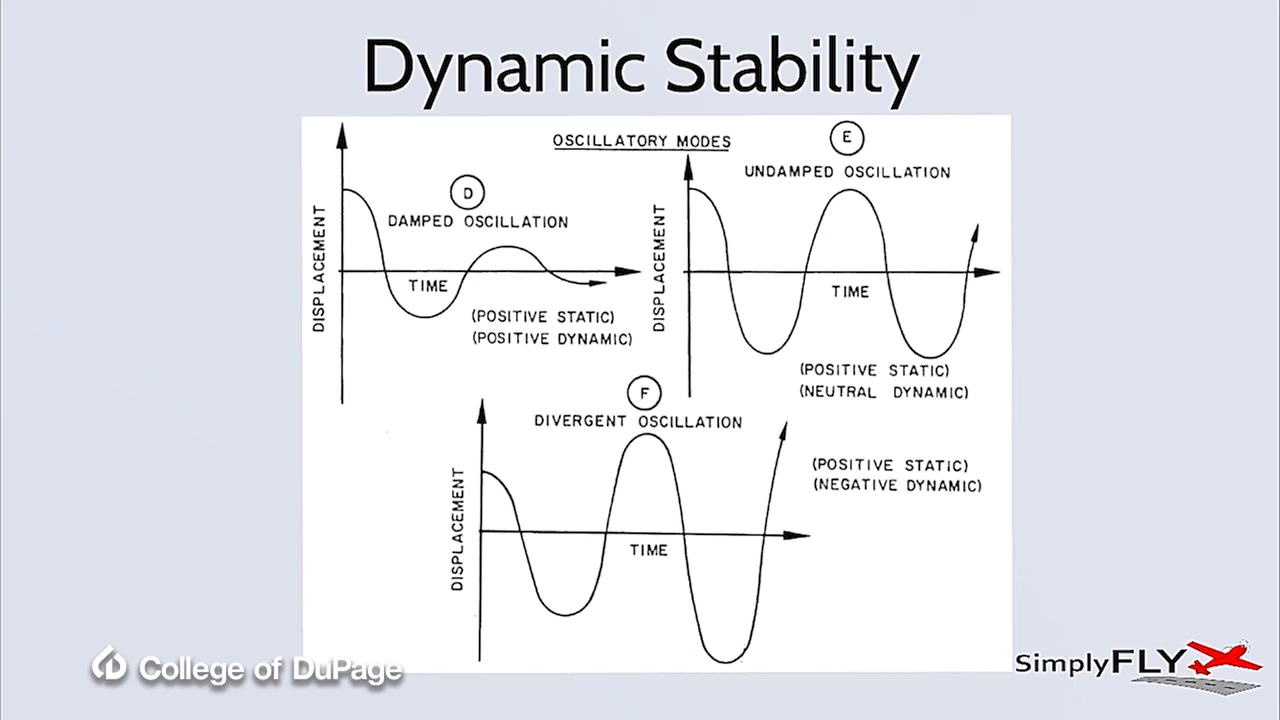 Dynamic Stability
OSCILLATORY MODES
D
DAMPED OSCILLATION
DISPLACEMENT
TIME
(POSITIVE STATIC)
(POSITIVE DYNAMIC)
E
UNDAMPED OSCILLATION
DISPLACEMENT
TIME
(POSITIVE STATIC)
(NEUTRAL DYNAMIC)
F
DIVERGENT OSCILLATION
DISPLACEMENT
TIME
(POSITIVE STATIC)
(NEGATIVE DYNAMIC)
College of DuPage
SimplyFLY